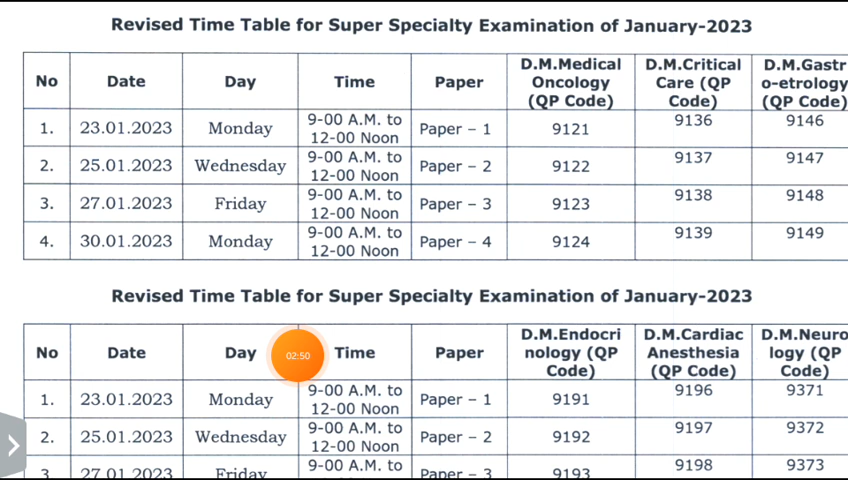 Revised Time Table for Super Specialty Examination of January-2023
No Date Day Time Paper D.M.Medical Oncology (QP Code) D.M.Critical Care (QP Code) D.M.Gastr o-etrology (QP Code)
1. 23.01.2023 Monday 9-00 A.M. to 12-00 Noon Paper – 1 9121 9136 9146
2. 25.01.2023 Wednesday 9-00 A.M. to 12-00 Noon Paper – 2 9122 9137 9147
3. 27.01.2023 Friday 9-00 A.M. to 12-00 Noon Paper – 3 9123 9138 9148
4. 30.01.2023 Monday 9-00 A.M. to 12-00 Noon Paper – 4 9124 9139 9149
Revised Time Table for Super Specialty Examination of January-2023
No Date Day Time Paper D.M.Endocri nology (QP Code) D.M.Cardiac Anesthesia (QP Code) D.M.Neuro logy (QP Code)
02:50
1. 23.01.2023 Monday 9-00 A.M. to 12-00 Noon Paper – 1 9191 9196 9371
2. 25.01.2023 Wednesday 9-00 A.M. to 12-00 Noon Paper – 2 9192 9197 9372
3. 27.01.2023 Friday 9-00 A.M. to Paper – 3 9193 9198 9373